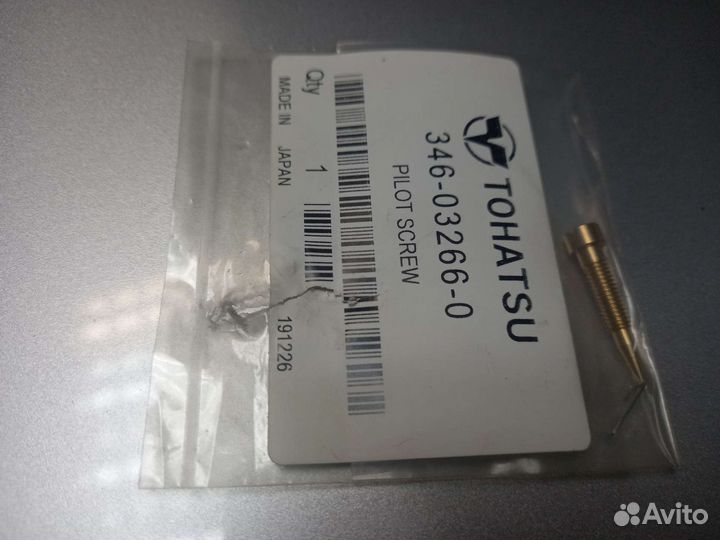 TOHATSU
346-03266-0
PILOT SCREW
Qty 1
MADE IN JAPAN 191226
Avito